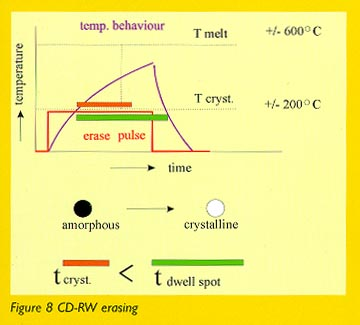 temp. behaviour
T melt
+/- 600° C
temperature
T cryst.
+/- 200° C
erase pulse
time
amorphous
crystalline
t cryst. < t dwell spot
Figure 8 CD-RW erasing